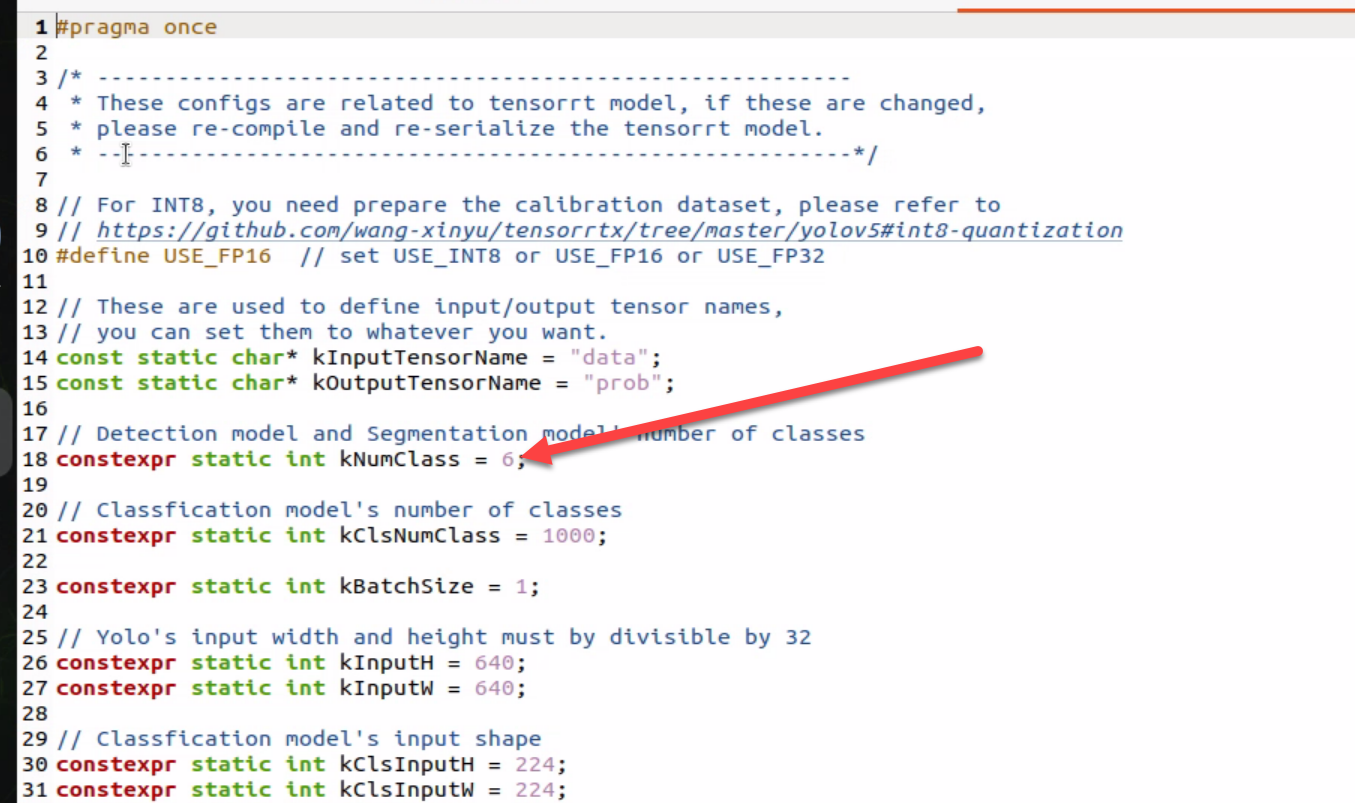 1 #pragma once
2
3 /* --------------------------------------------------------
4  * These configs are related to tensorrt model, if these are changed,
5  * please re-compile and re-serialize the tensorrt model.
6  * --------------------------------------------------------*/
7
8 // For INT8, you need prepare the calibration dataset, please refer to
9 // https://github.com/wang-xinyu/tensorrtx/tree/master/yolov5#int8-quantization
10 #define USE_FP16  // set USE_INT8 or USE_FP16 or USE_FP32
11
12 // These are used to define input/output tensor names,
13 // you can set them to whatever you want.
14 const static char* kInputTensorName = "data";
15 const static char* kOutputTensorName = "prob";
16
17 // Detection model and Segmentation model' number of classes
18 constexpr static int kNumClass = 6;
19
20 // Classfication model's number of classes
21 constexpr static int kClsNumClass = 1000;
22
23 constexpr static int kBatchSize = 1;
24
25 // Yolo's input width and height must by divisible by 32
26 constexpr static int kInputH = 640;
27 constexpr static int kInputW = 640;
28
29 // Classfication model's input shape
30 constexpr static int kClsInputH = 224;
31 constexpr static int kClsInputW = 224;